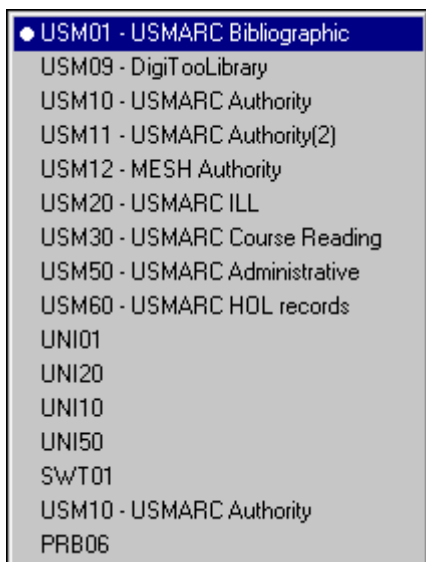 USM01 - USMARC Bibliographic
USM09 - DigiTooLibrary
USM10 - USMARC Authority
USM11 - USMARC Authority(2)
USM12 - MESH Authority
USM20 - USMARC ILL
USM30 - USMARC Course Reading
USM50 - USMARC Administrative
USM60 - USMARC HOL records
UNI01
UNI20
UNI10
UNI50
SWT01
USM10 - USMARC Authority
PRB06